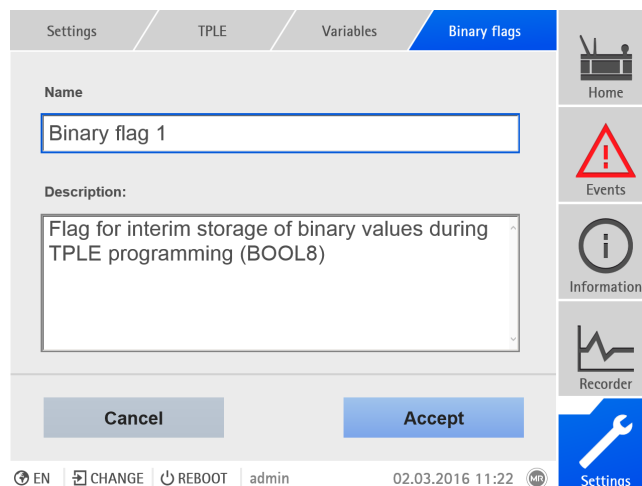 Settings TPLE Variables Binary flags
Name
Binary flag 1
Description:
Flag for interim storage of binary values during
TPLE programming (BOOL8)
Cancel Accept
EN CHANGE REBOOT admin 02.03.2016 11:22 MR
Home
Events
Information
Recorder
Settings